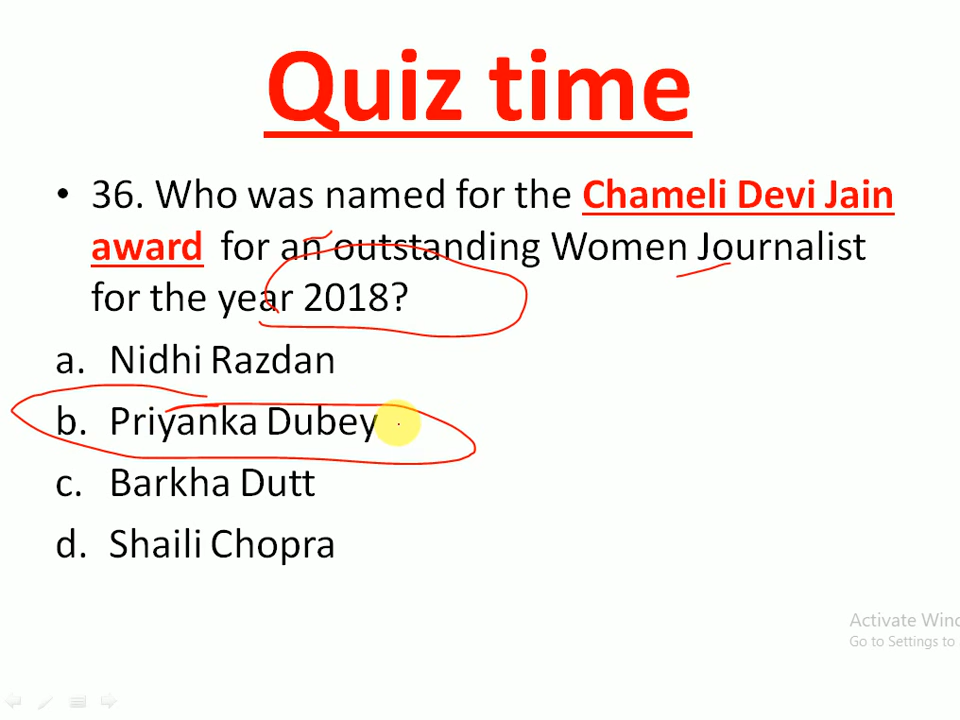 Quiz time
• 36. Who was named for the Chameli Devi Jain
award for an outstanding Women Journalist
for the year 2018?
a. Nidhi Razdan
b. Priyanka Dubey
c. Barkha Dutt
d. Shaili Chopra
Activate Wind
Go to Settings to